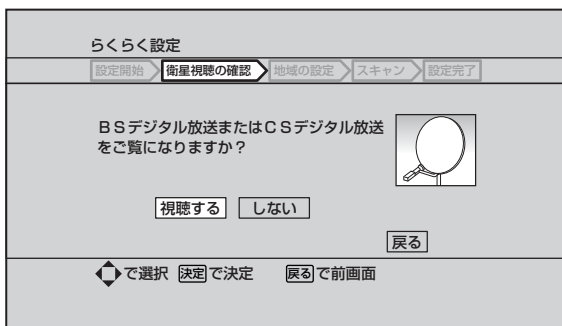 らくらく設定
設定開始 衛星視聴の確認 地域の設定 スキャン 設定完了
BSデジタル放送またはCSデジタル放送
をご覧になりますか?
視聴する しない
戻る
で選択 決定で決定 戻るで前画面